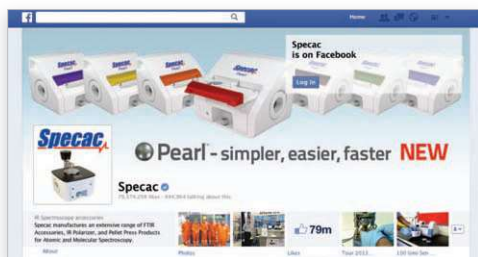 Home
Specac
is on Facebook
Log In
Specac
Pearl - simpler, easier, faster NEW
Specac
IR Spectroscopy accessories
Specac manufactures an extensive range of FTIR
Accessories, IR Polarizer, and Pellet Press Products
for Atomic and Molecular Spectroscopy.
About
Photos
79m
Likes